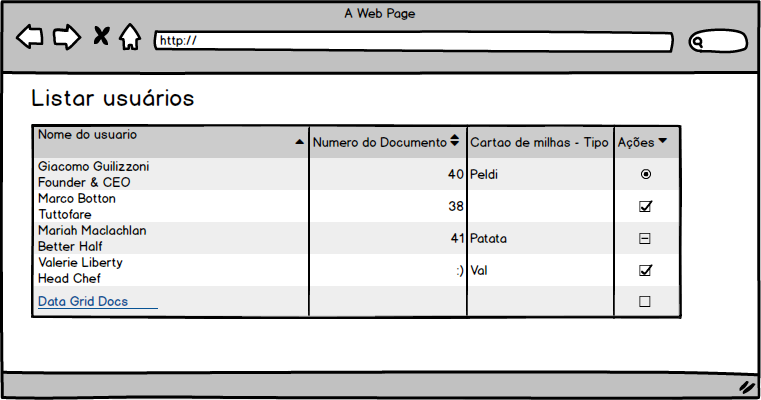 A Web Page
http://
Listar usuários
Nome do usuario
Numero do Documento
Cartao de milhas - Tipo
Ações
Giacomo Guilizzoni
Founder & CEO
40
Peldi
Marco Botton
Tuttofare
38
Mariah Maclachlan
Better Half
41
Patata
Valerie Liberty
Head Chef
:)
Val
Data Grid Docs